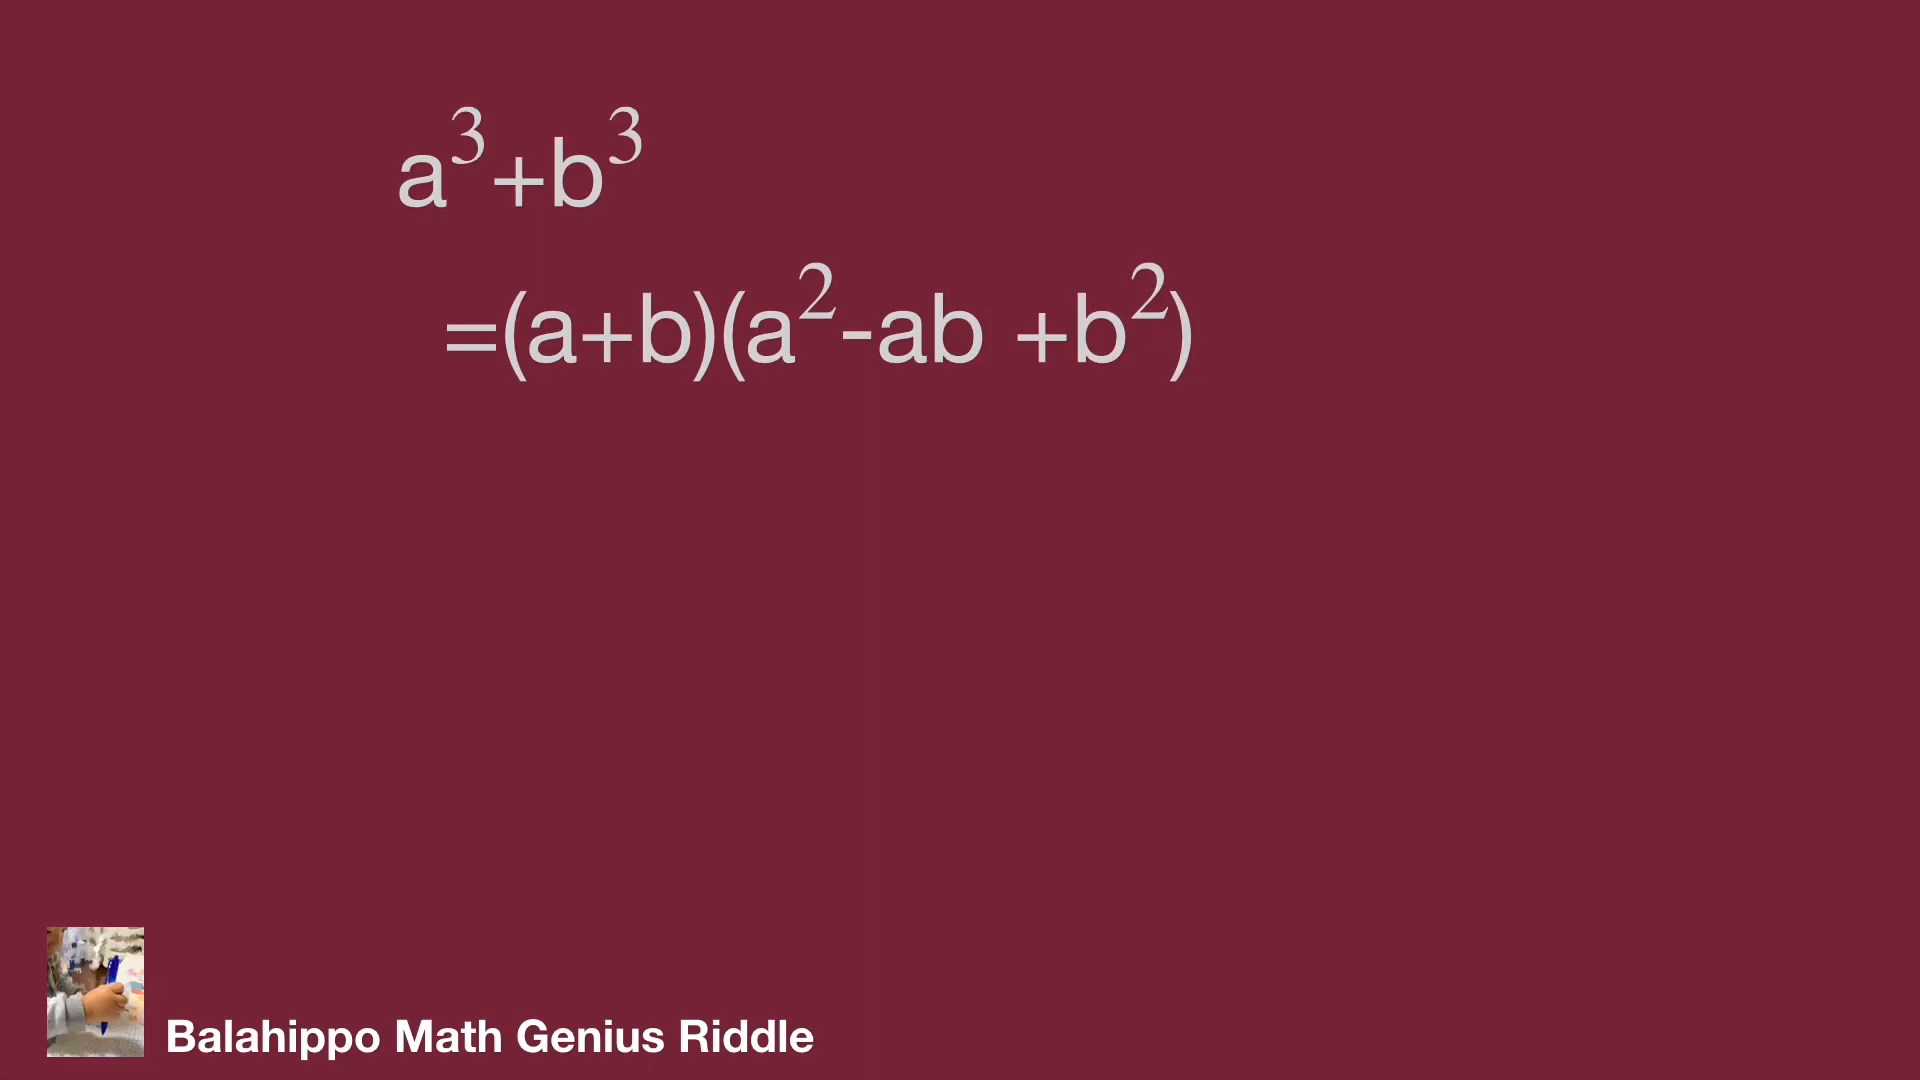 a³+b³
=(a+b)(a²-ab +b²)
Balahippo Math Genius Riddle